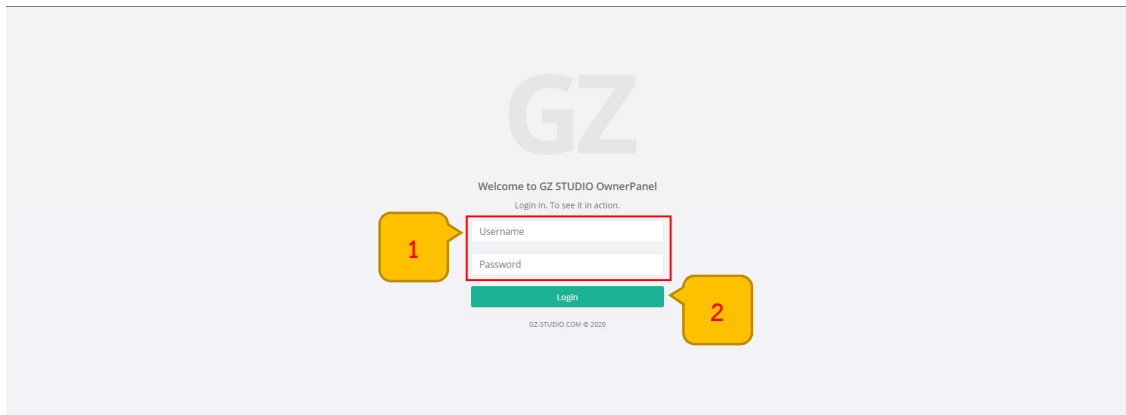 GZ
Welcome to GZ STUDIO OwnerPanel
Login in. To see it in action.
1
Username
Password
Login
2
GZ-STUDIO.COM © 2020